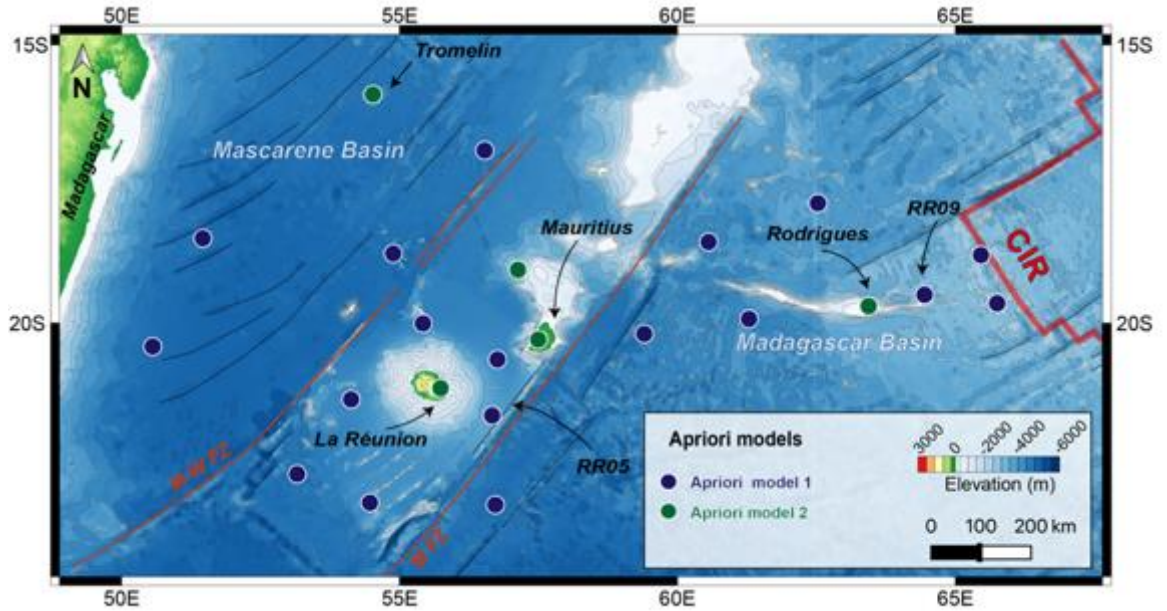 50E 55E 60E 65E
15S 15S
N
Tromelin
Madagascar
Mascarene Basin
Mauritius
Rodrigues
RR09
CIR
20S 20S
Madagascar Basin
La Réunion
RR05
M FZ
Apriori models
Apriori model 1
Apriori model 2
3000 0 -2000 -4000 -6000
Elevation (m)
0 100 200 km
50E 55E 60E 65E